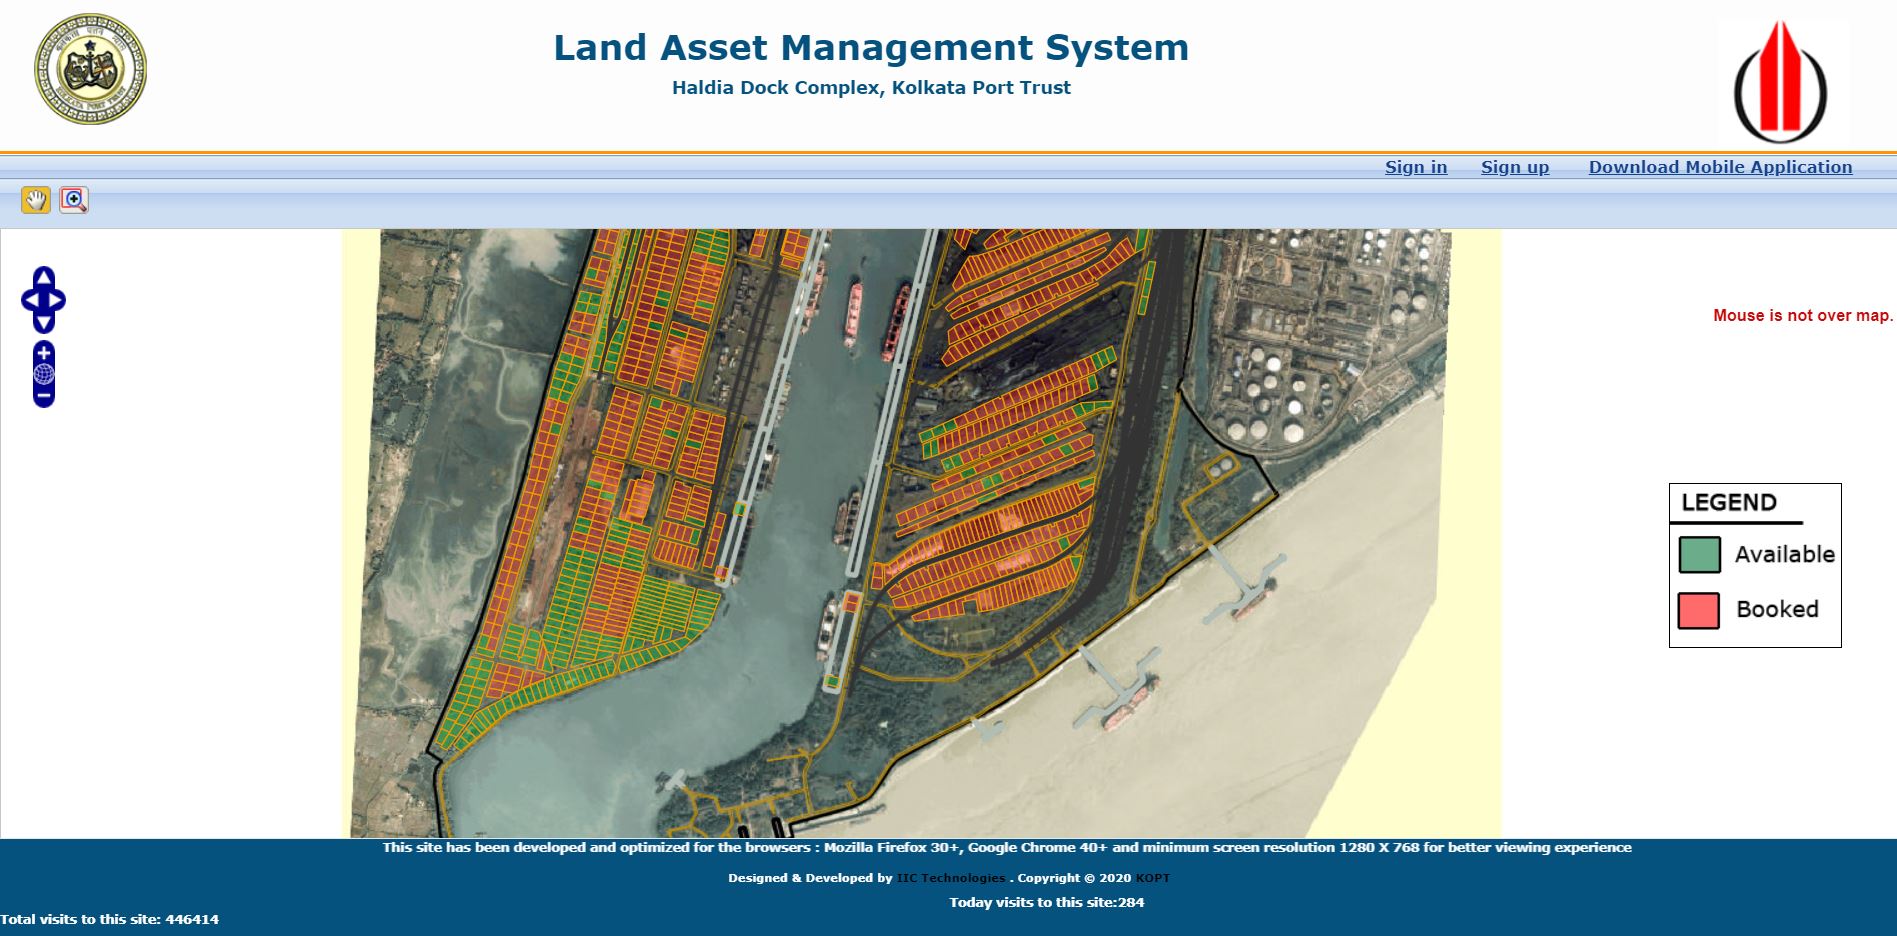 Land Asset Management System
Haldia Dock Complex, Kolkata Port Trust
KOLKATA PORT TRUST
Sign in Sign up Download Mobile Application
Mouse is not over map.
LEGEND
Available
Booked
This site has been developed and optimized for the browsers : Mozilla Firefox 30+, Google Chrome 40+ and minimum screen resolution 1280 X 768 for better viewing experience
Designed & Developed by IIC Technologies . Copyright © 2020 KOPT
Today visits to this site:284
Total visits to this site: 446414